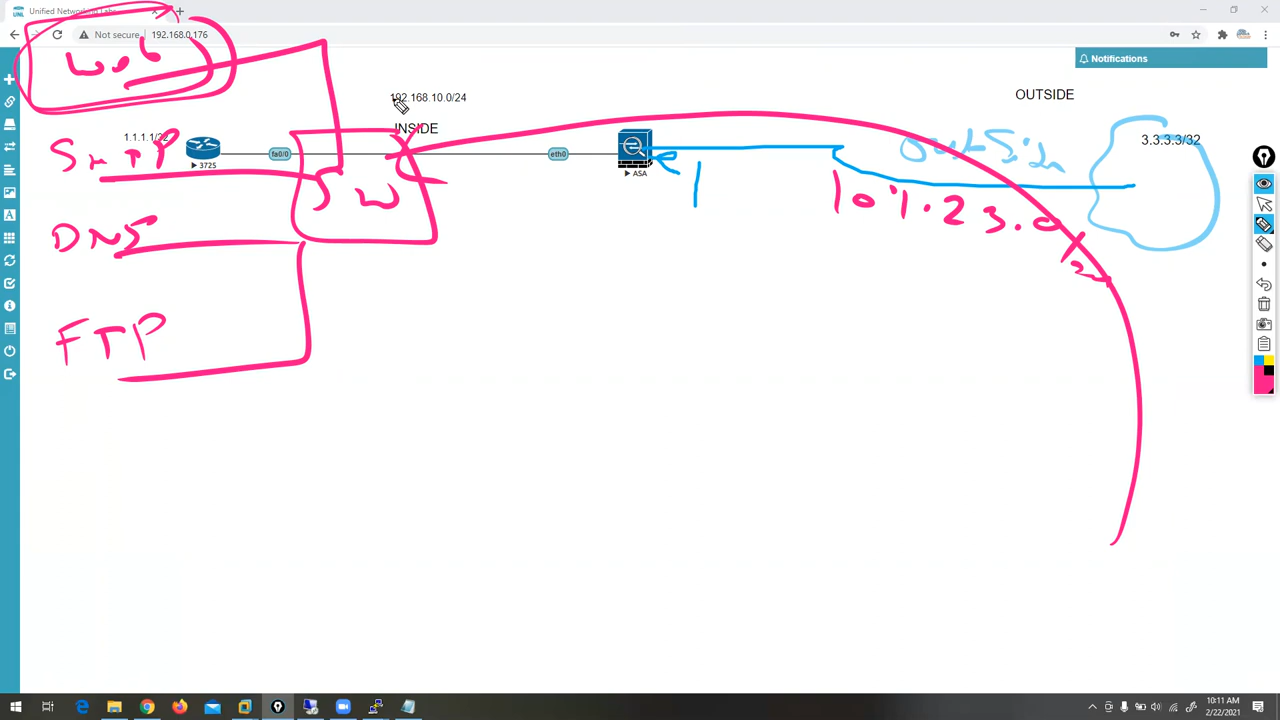 Unified Networking Lab
Not secure | 192.168.0.176
Notifications
Web
192.168.10.0/24
OUTSIDE
INSIDE
1.1.1.1/32
SMTP
3725
fa0/0
eth0
ASA
outside
3.3.3.3/32
SW
1
109.23.0
DNS
FTP
10:11 AM
2/22/2021